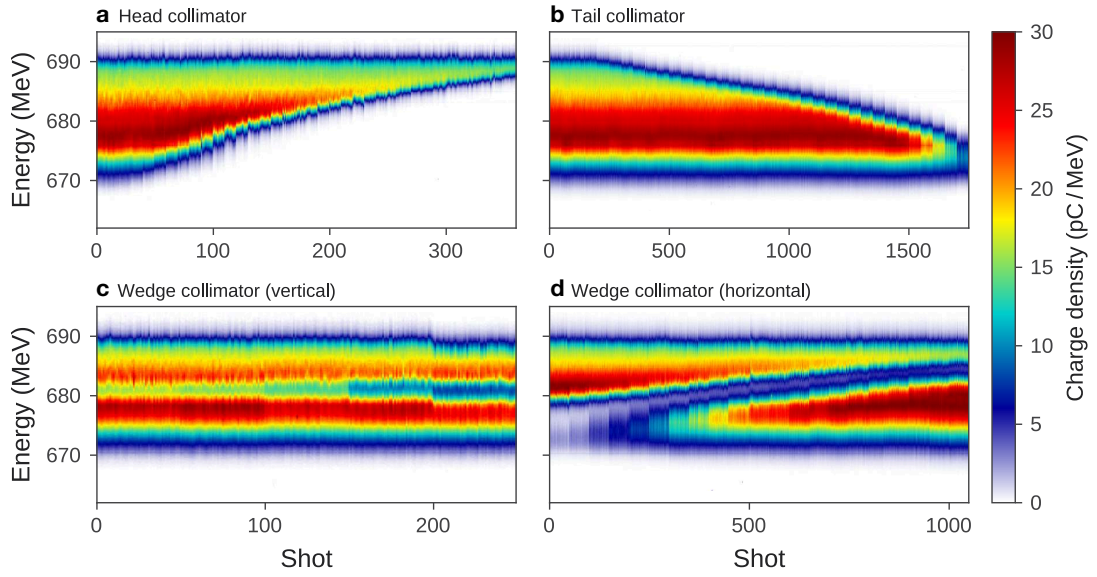 a Head collimator
b Tail collimator
Energy (MeV)
690
680
670
0 100 200 300
0 500 1000 1500
c Wedge collimator (vertical)
d Wedge collimator (horizontal)
Energy (MeV)
690
680
670
0 100 200
Shot
0 500 1000
Shot
30
25
20
15
10
5
0
Charge density (pC / MeV)